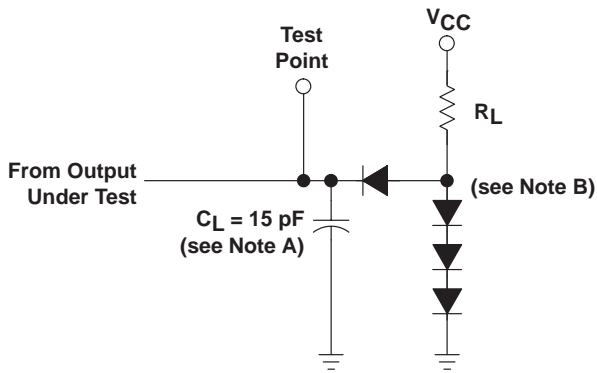 Test
Point
VCC
RL
From Output
Under Test
(see Note B)
CL = 15 pF
(see Note A)